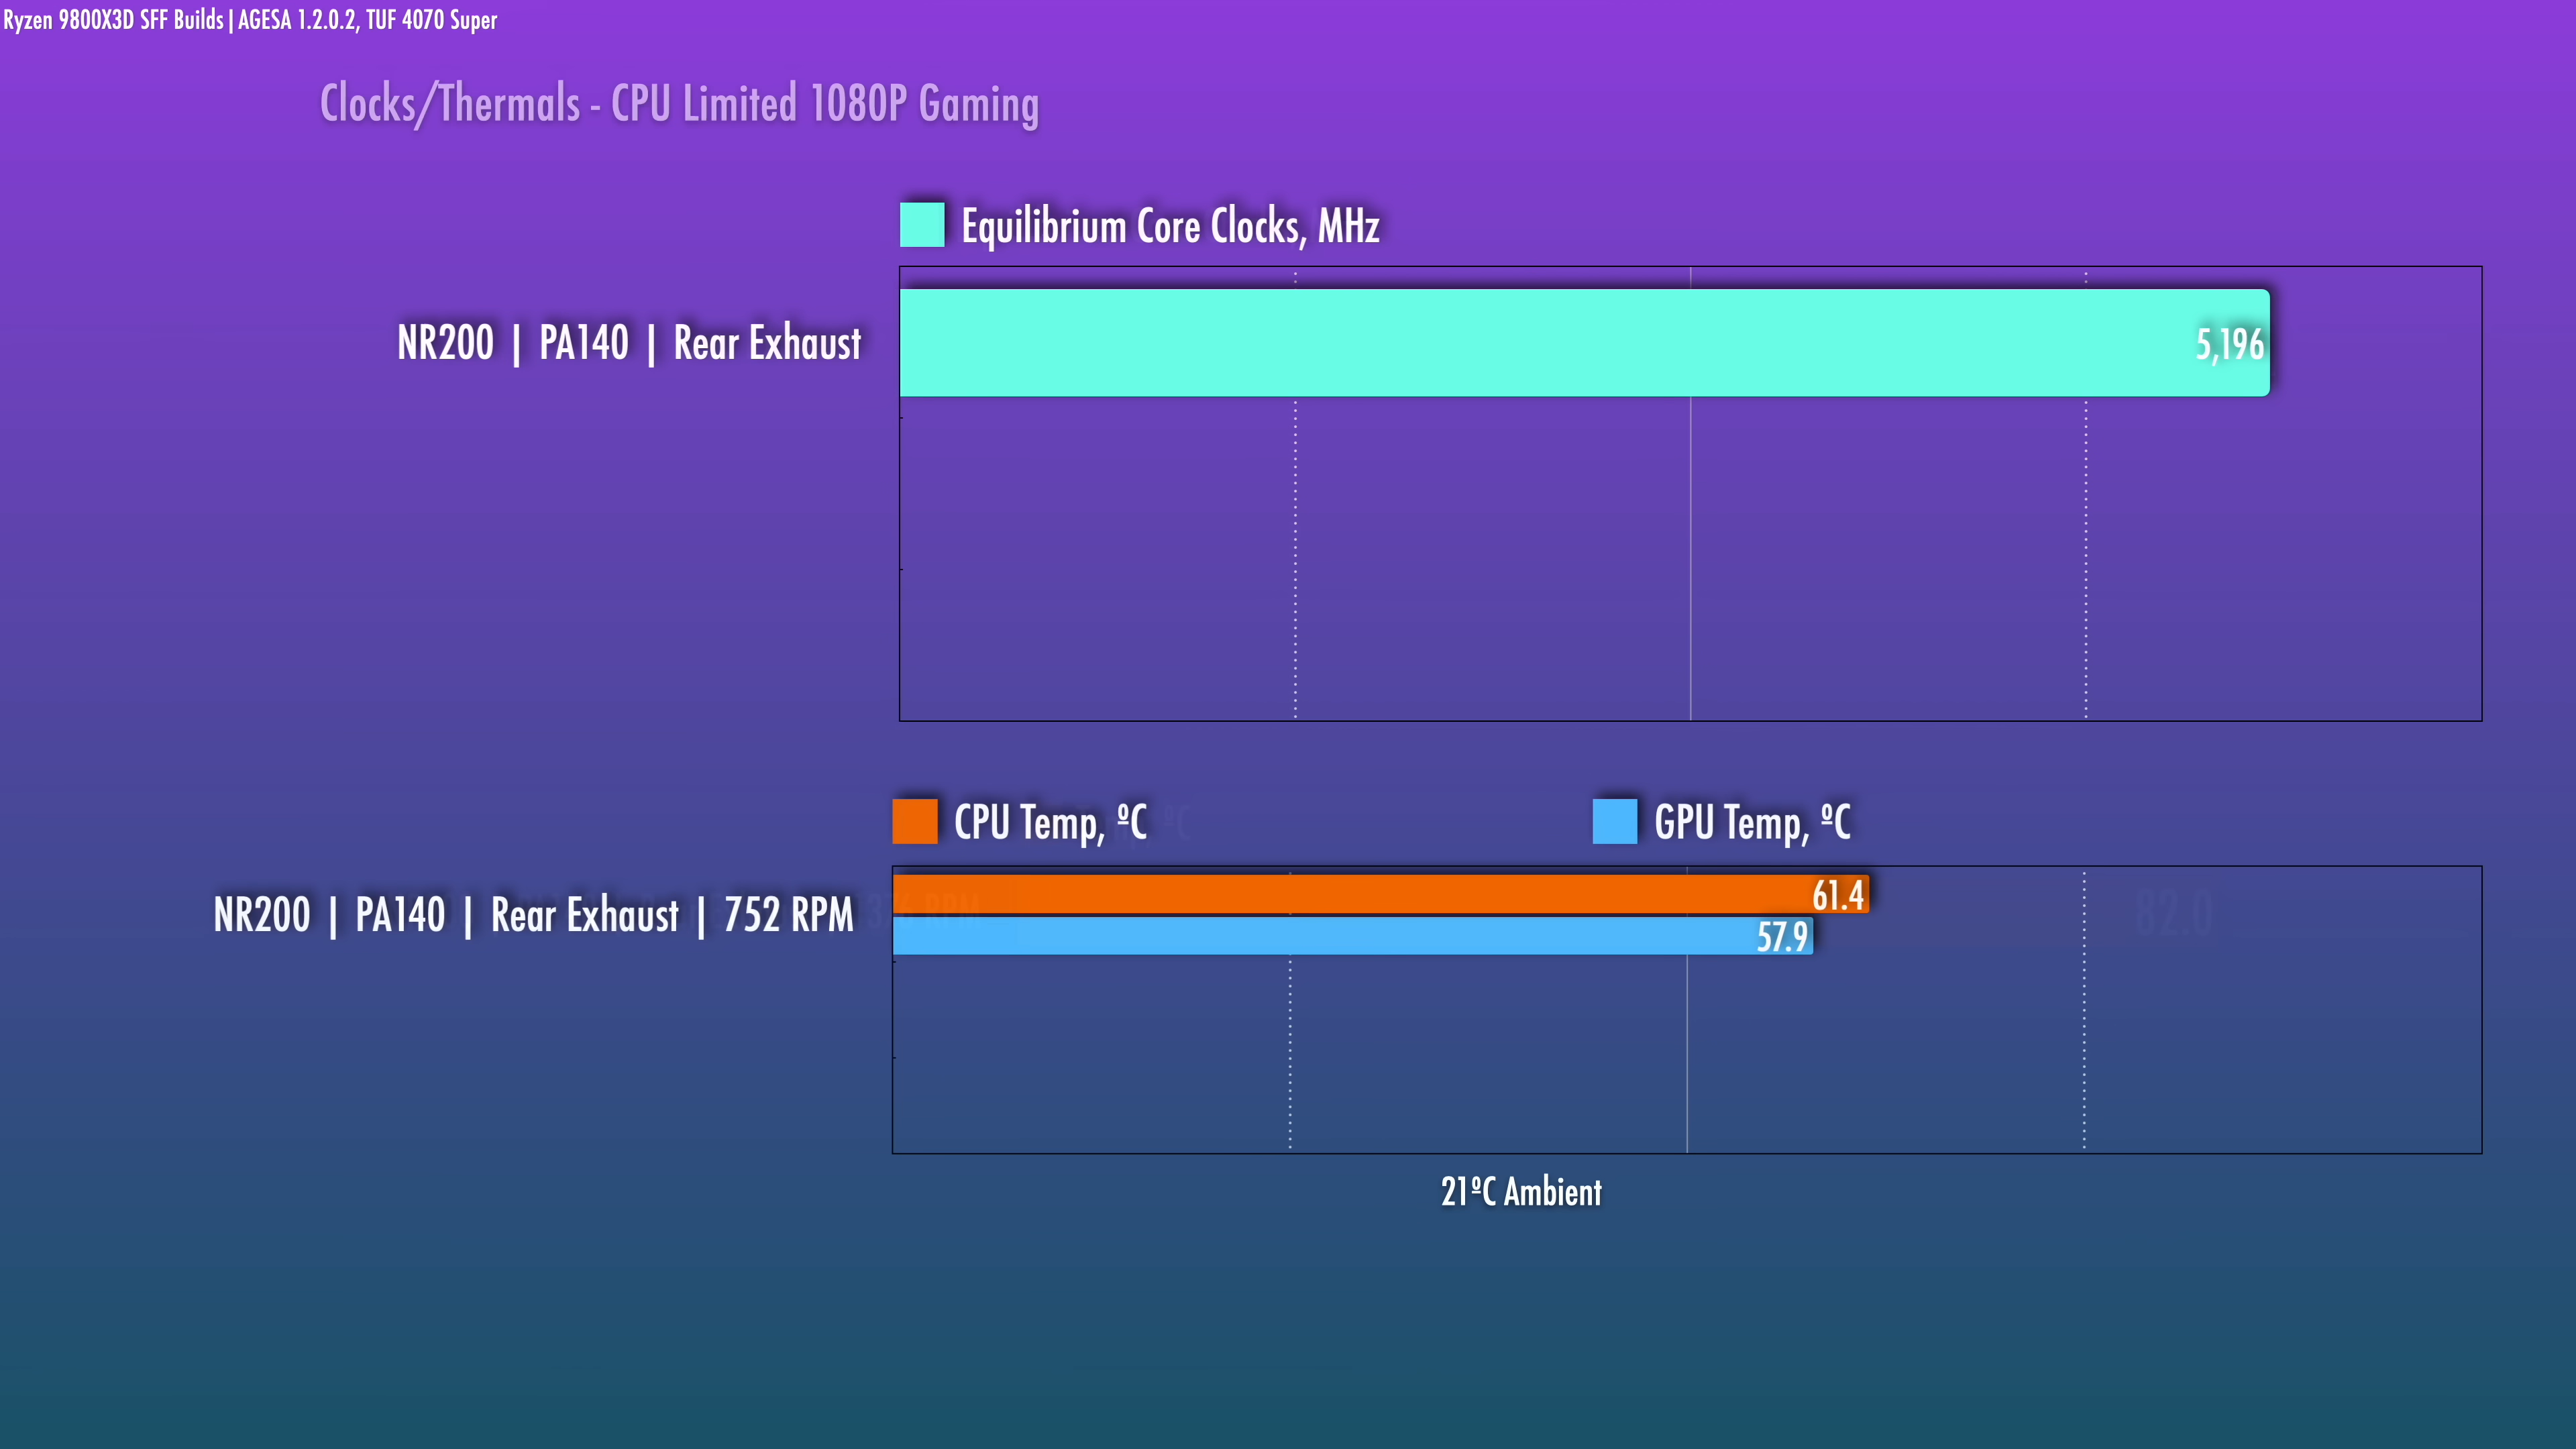 Ryzen 9800X3D SFF Builds | AGESA 1.2.0.2, TUF 4070 Super
Clocks/Thermals - CPU Limited 1080P Gaming
Equilibrium Core Clocks, MHz
NR200 | PA140 | Rear Exhaust
5,196
CPU Temp, ºC
GPU Temp, ºC
NR200 | PA140 | Rear Exhaust | 752 RPM
61.4
57.9
82.0
21ºC Ambient